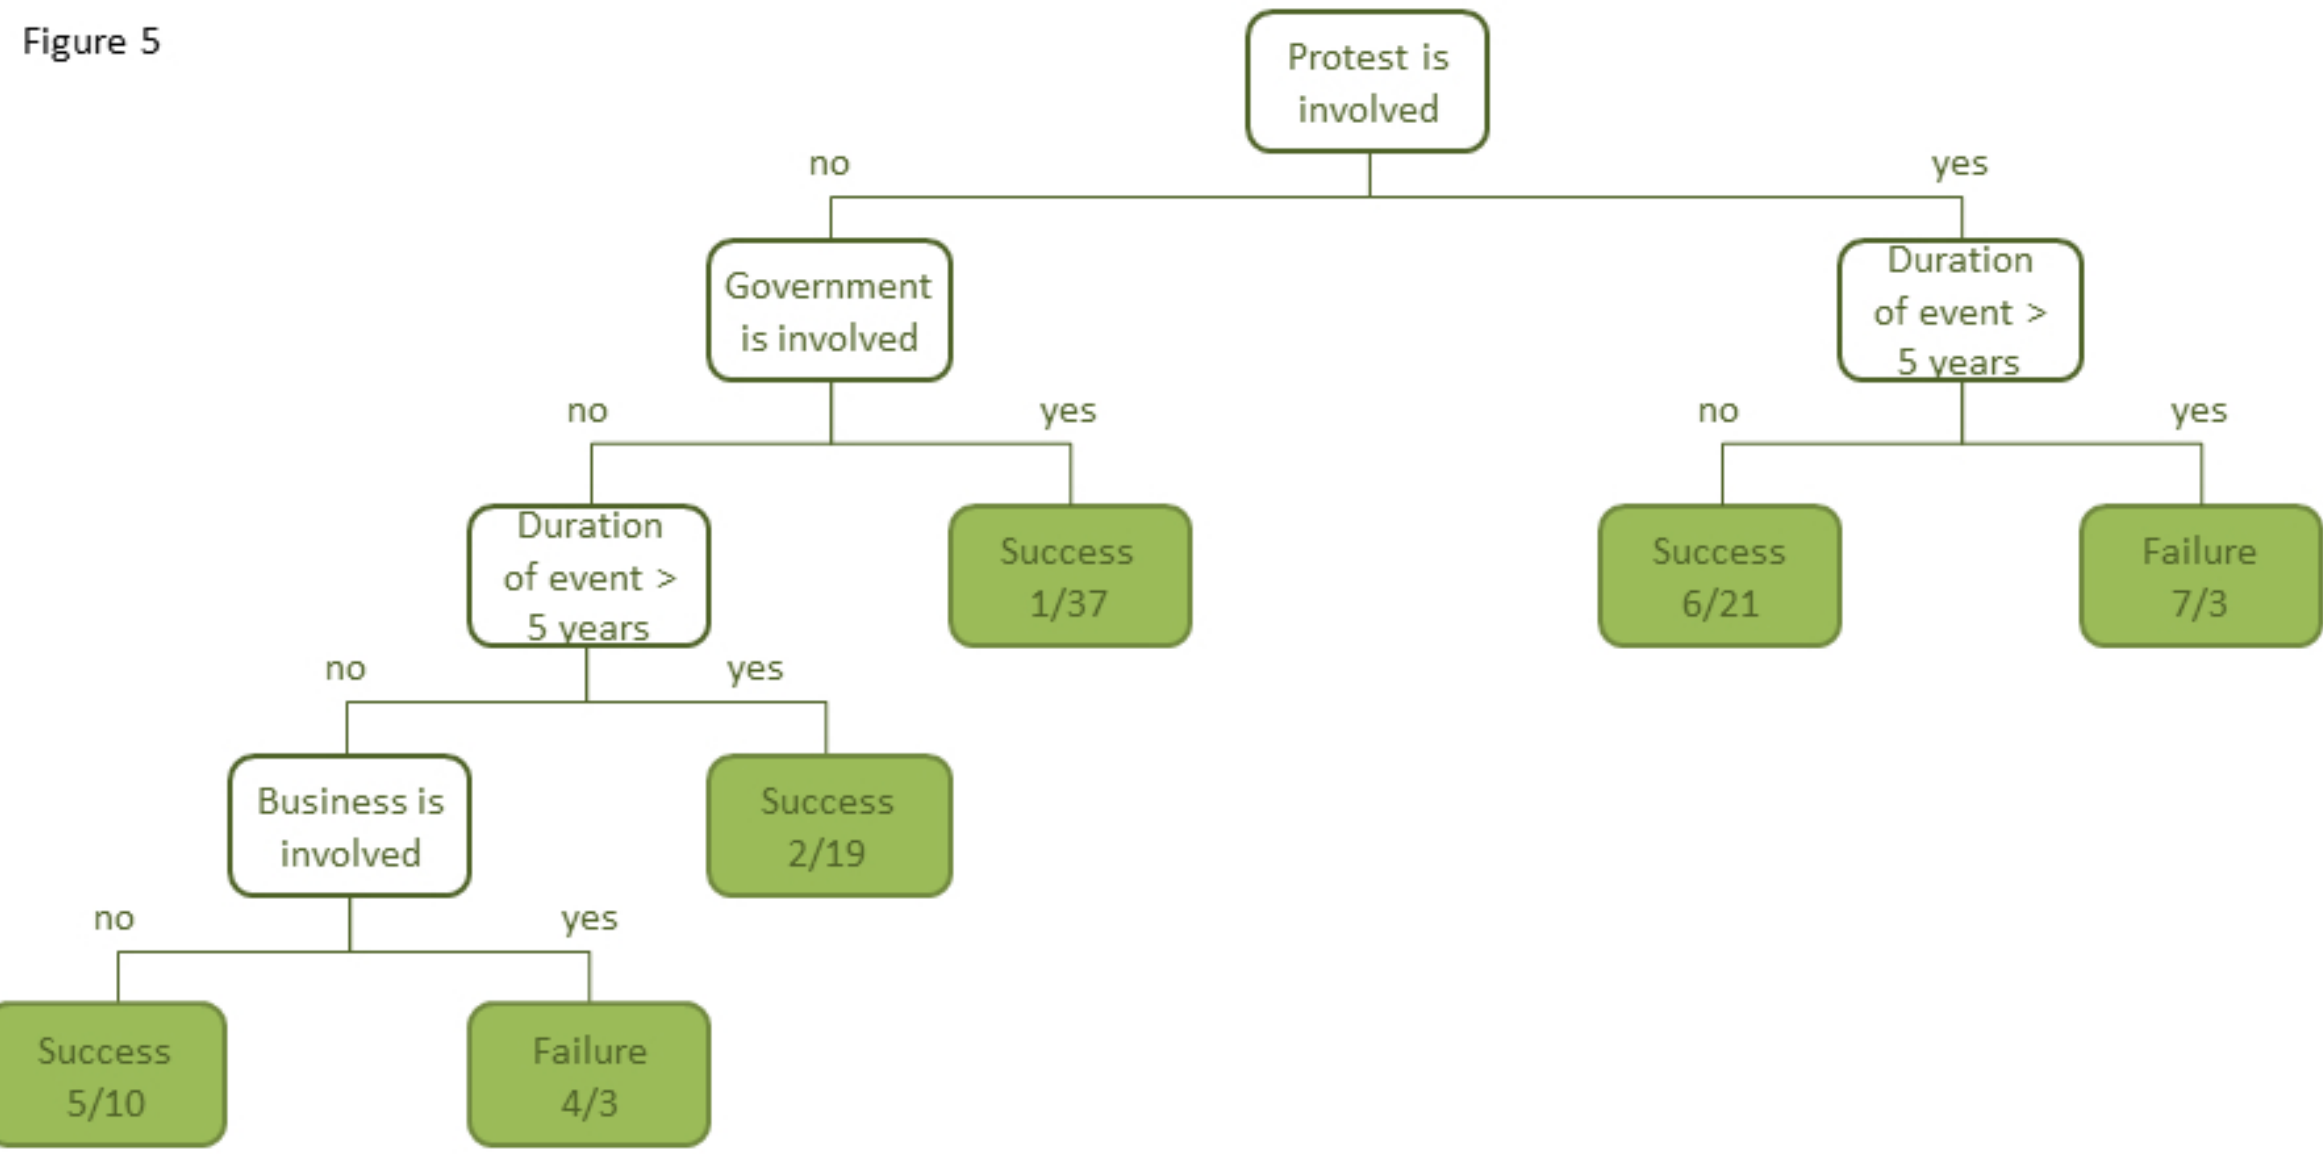 Figure 5
Protest is
involved
no
yes
Government
is involved
Duration
of event >
5 years
no
yes
no
yes
Duration
of event >
5 years
Success
1/37
Success
6/21
Failure
7/3
no
yes
Business is
involved
Success
2/19
no
yes
Success
5/10
Failure
4/3